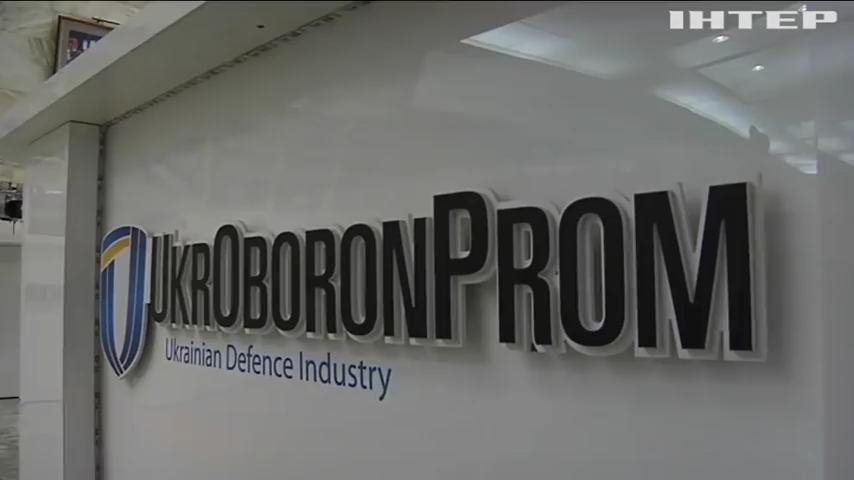 ІНТЕР
UKROBORONPROM
Ukrainian Defence Industry